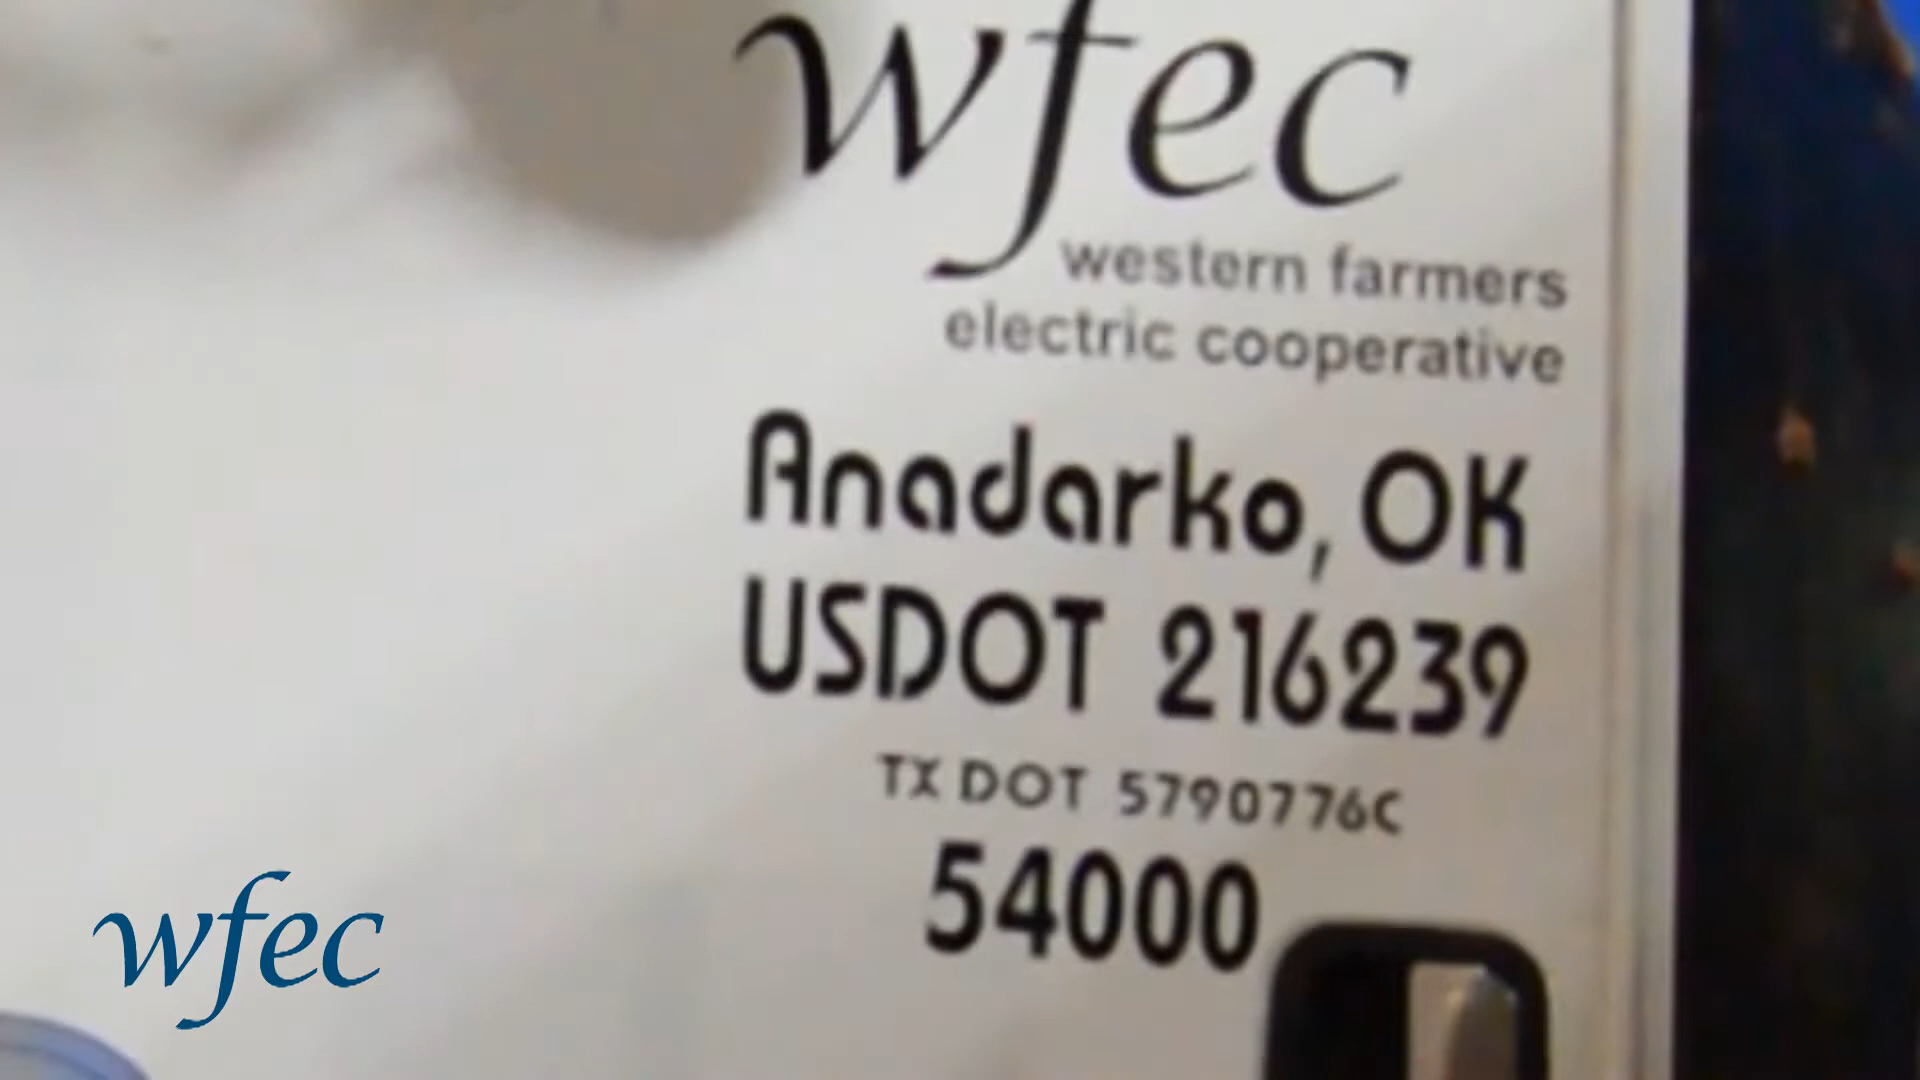 wfec
western farmers
electric cooperative
Anadarko, OK
USDOT 216239
TX DOT 5790776C
54000
wfec